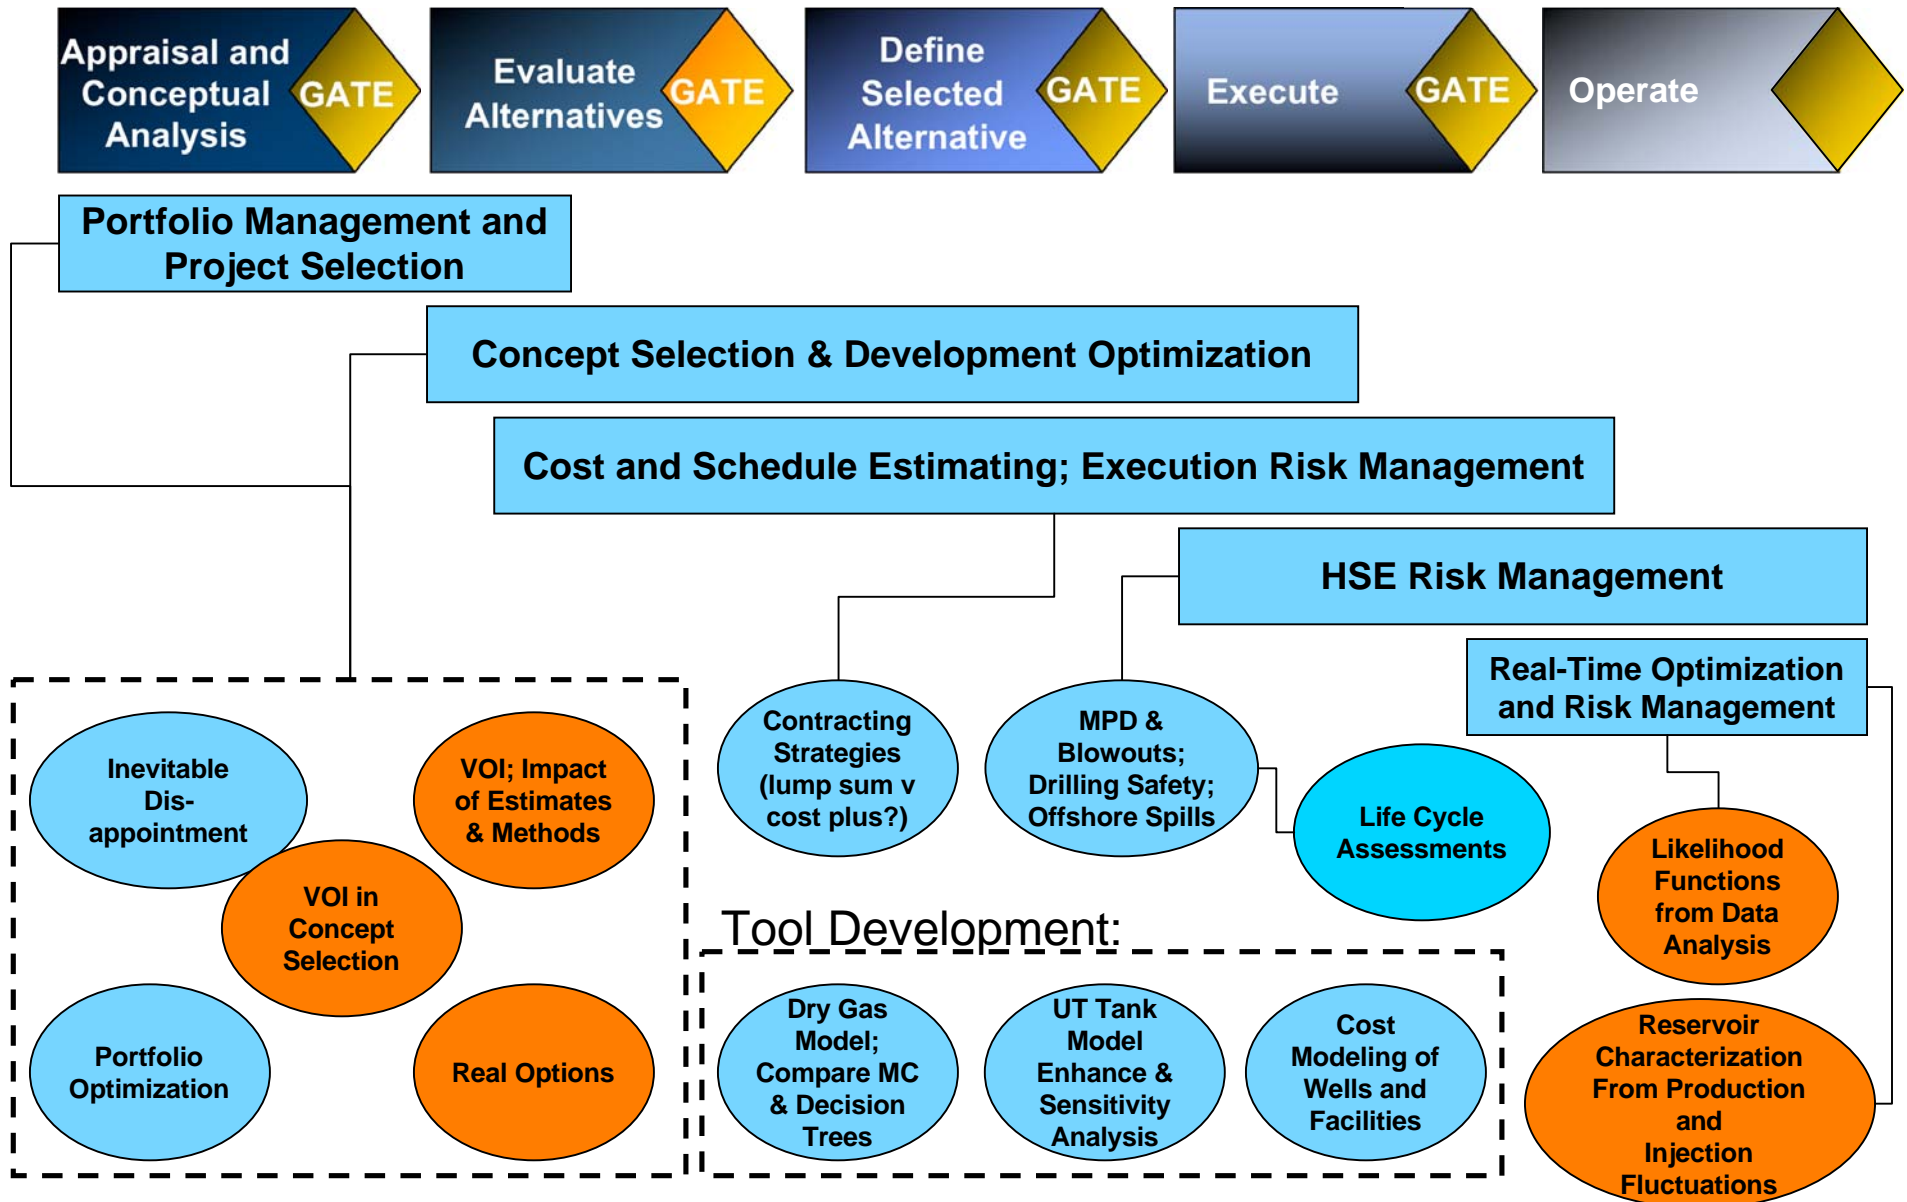 Appraisal and
Conceptual
Analysis
GATE
Evaluate
Alternatives
GATE
Define
Selected
Alternative
GATE
Execute
GATE
Operate
Portfolio Management and
Project Selection
Concept Selection & Development Optimization
Cost and Schedule Estimating; Execution Risk Management
HSE Risk Management
Real-Time Optimization
and Risk Management
Inevitable
Dis-
appointment
VOI; Impact
of Estimates
& Methods
VOI in
Concept
Selection
Portfolio
Optimization
Real Options
Contracting
Strategies
(lump sum v
cost plus?)
MPD &
Blowouts;
Drilling Safety;
Offshore Spills
Life Cycle
Assessments
Likelihood
Functions
from Data
Analysis
Tool Development:
Dry Gas
Model;
Compare MC
& Decision
Trees
UT Tank
Model
Enhance &
Sensitivity
Analysis
Cost
Modeling of
Wells and
Facilities
Reservoir
Characterization
From Production
and
Injection
Fluctuations